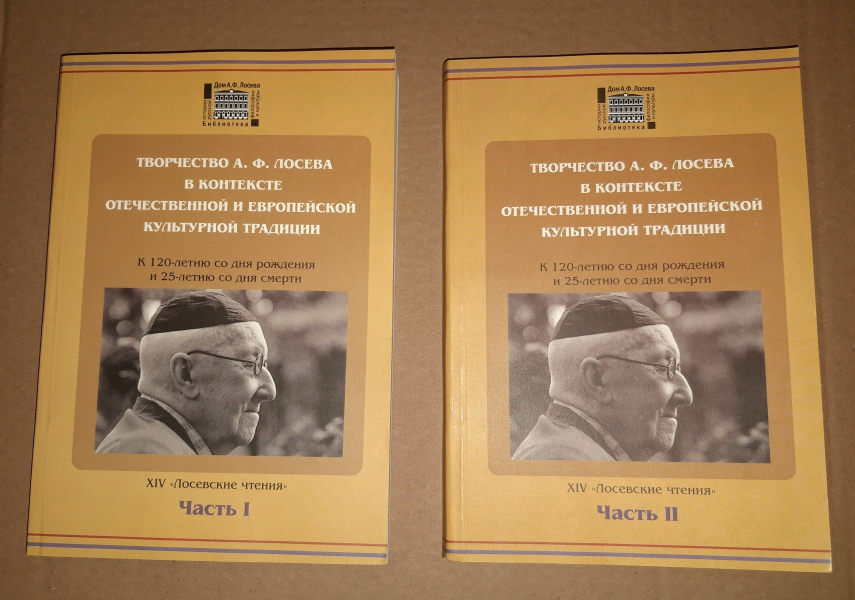 Дом А.Ф. Лосева
Библиотека
ТВОРЧЕСТВО А. Ф. ЛОСЕВА
В КОНТЕКСТЕ
ОТЕЧЕСТВЕННОЙ И ЕВРОПЕЙСКОЙ
КУЛЬТУРНОЙ ТРАДИЦИИ
К 120-летию со дня рождения
и 25-летию со дня смерти
XIV «Лосевские чтения»
Часть I
Дом А.Ф. Лосева
Библиотека
ТВОРЧЕСТВО А. Ф. ЛОСЕВА
В КОНТЕКСТЕ
ОТЕЧЕСТВЕННОЙ И ЕВРОПЕЙСКОЙ
КУЛЬТУРНОЙ ТРАДИЦИИ
К 120-летию со дня рождения
и 25-летию со дня смерти
XIV «Лосевские чтения»
Часть II